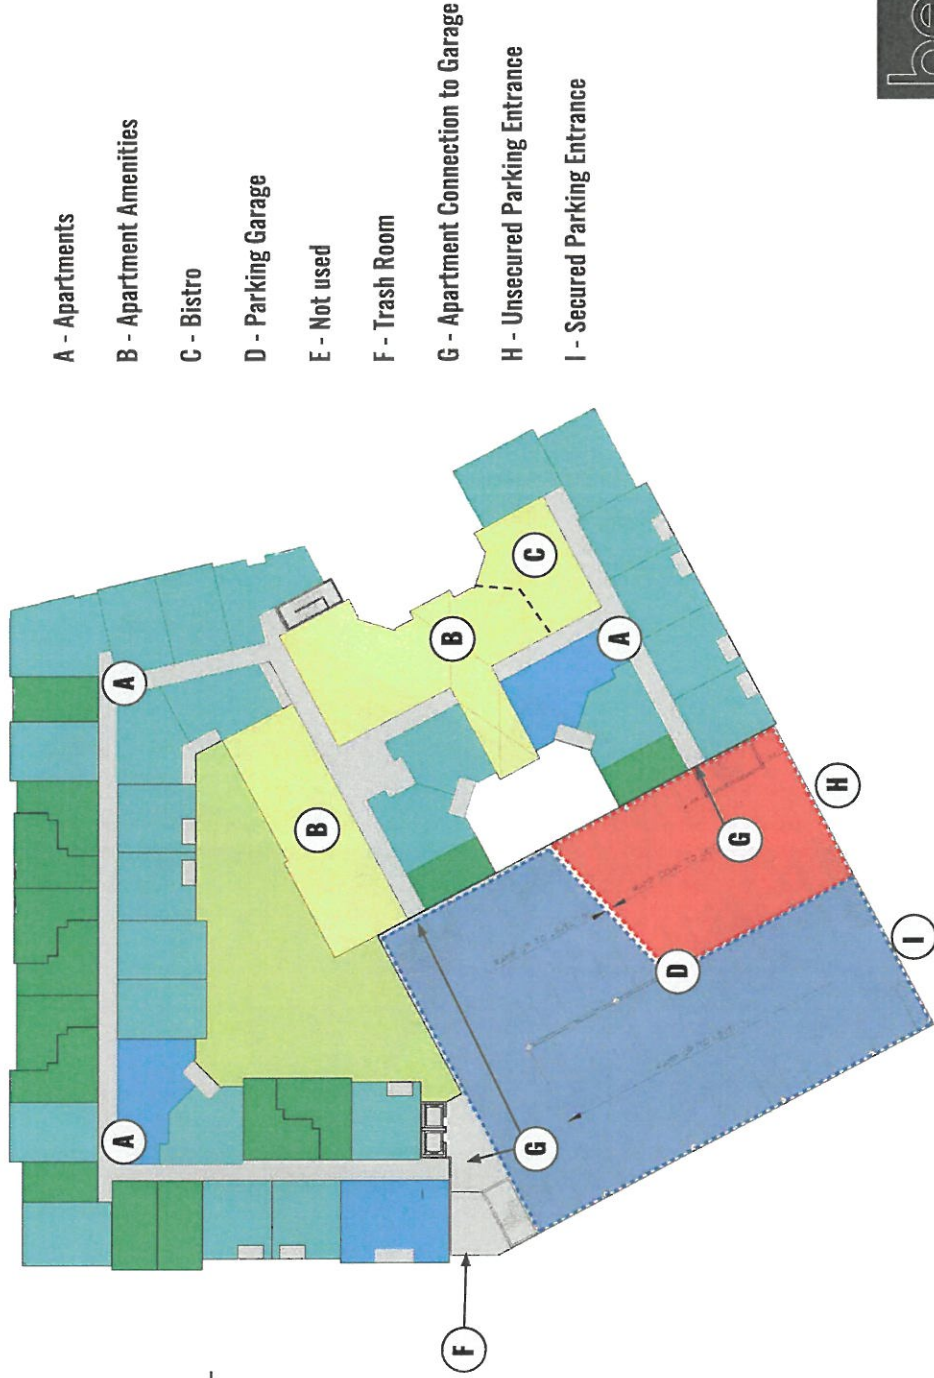 A - Apartments
B - Apartment Amenities
C - Bistro
D - Parking Garage
E - Not used
F - Trash Room
G - Apartment Connection to Garage
H - Unsecured Parking Entrance
I - Secured Parking Entrance
A
A
A
B
B
C
D
F
G
G
H
I
be